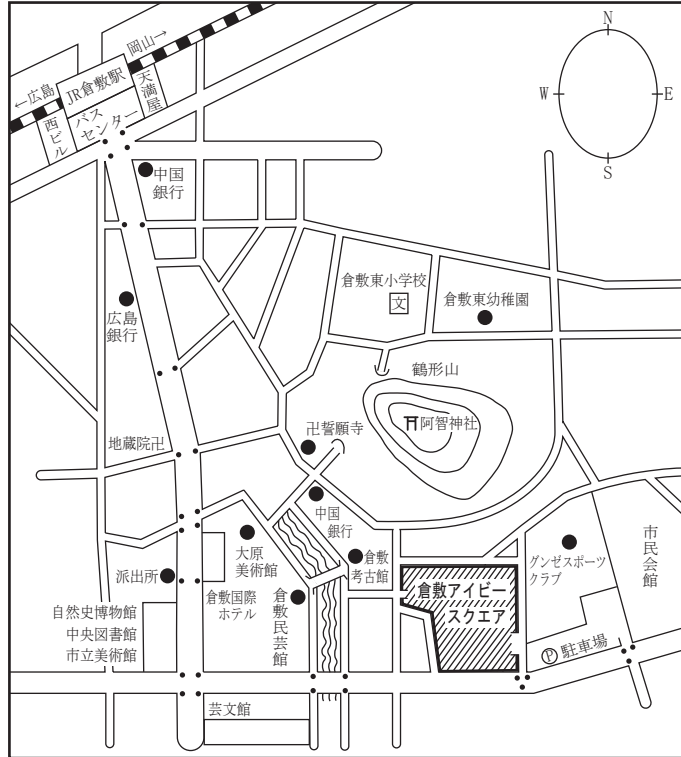 岡山→
←広島
JR倉敷駅
天満屋
西ビル
バス
センター
N
W
E
S
中国
銀行
倉敷東小学校
文
倉敷東幼稚園
広島
銀行
鶴形山
阿智神社
卍誓願寺
地蔵院卍
中国
銀行
大原
美術館
倉敷
考古館
グンゼスポーツ
クラブ
市民会館
派出所
倉敷国際
ホテル
倉敷民芸館
倉敷アイビー
スクエア
自然史博物館
中央図書館
市立美術館
P 駐車場
芸文館